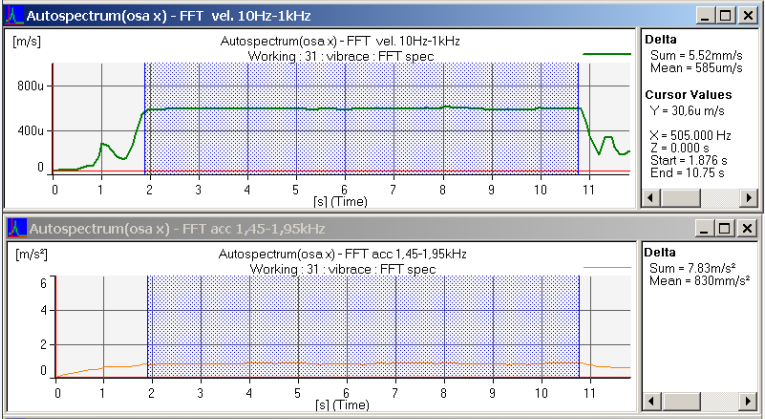 Autospectrum(osa x) - FFT vel. 10Hz-1kHz
[m/s]
Autospectrum(osa x) - FFT vel. 10Hz-1kHz
Working : 31 : vibrace : FFT spec
800u
400u
0
0 1 2 3 4 5 6 7 8 9 10 11
[s] (Time)
Delta
Sum = 5.52mm/s
Mean = 585um/s
Cursor Values
Y = 30,6u m/s
X = 505.000 Hz
Z = 0.000 s
Start = 1.876 s
End = 10.75 s
Autospectrum(osa x) - FFT acc 1,45-1,95kHz
[m/s²]
Autospectrum(osa x) - FFT acc 1,45-1,95kHz
Working : 31 : vibrace : FFT spec
6
4
2
0
0 1 2 3 4 5 6 7 8 9 10 11
[s] (Time)
Delta
Sum = 7.83m/s²
Mean = 830mm/s²